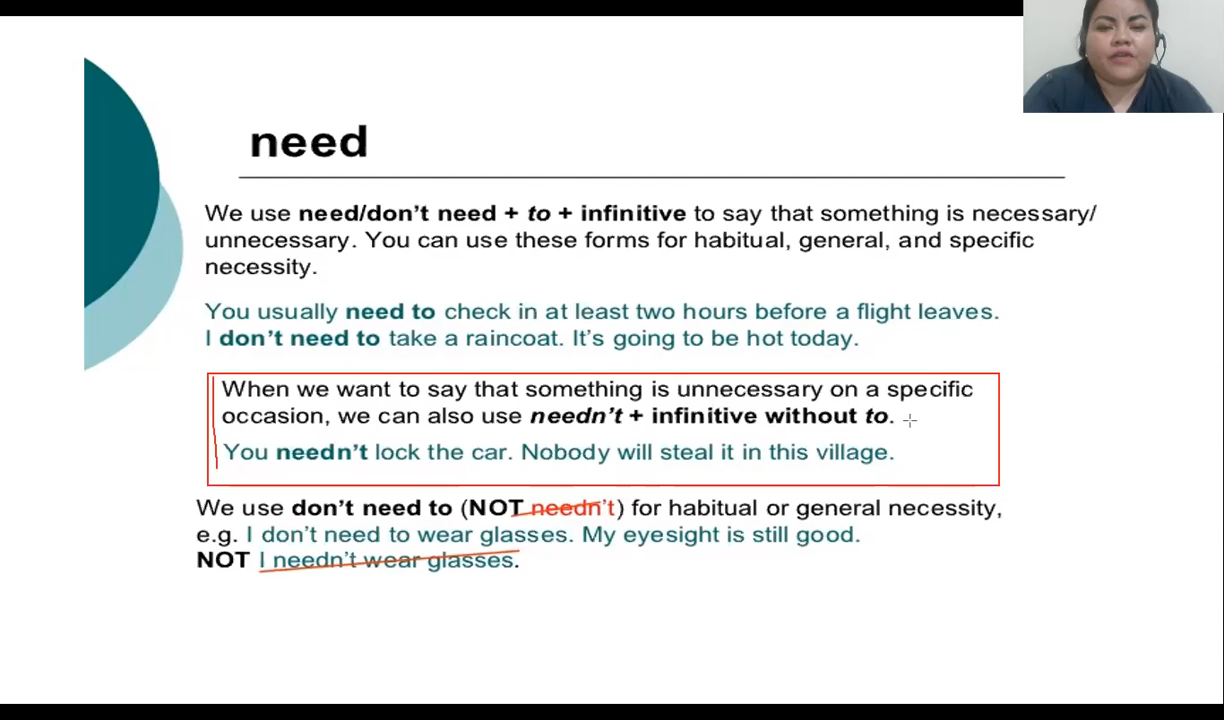 need
We use need/don't need + to + infinitive to say that something is necessary/
unnecessary. You can use these forms for habitual, general, and specific
necessity.
You usually need to check in at least two hours before a flight leaves.
I don't need to take a raincoat. It's going to be hot today.
When we want to say that something is unnecessary on a specific
occasion, we can also use needn't + infinitive without to.
You needn't lock the car. Nobody will steal it in this village.
We use don't need to (NOT needn't) for habitual or general necessity,
e.g. I don't need to wear glasses. My eyesight is still good.
NOT I needn't wear glasses.